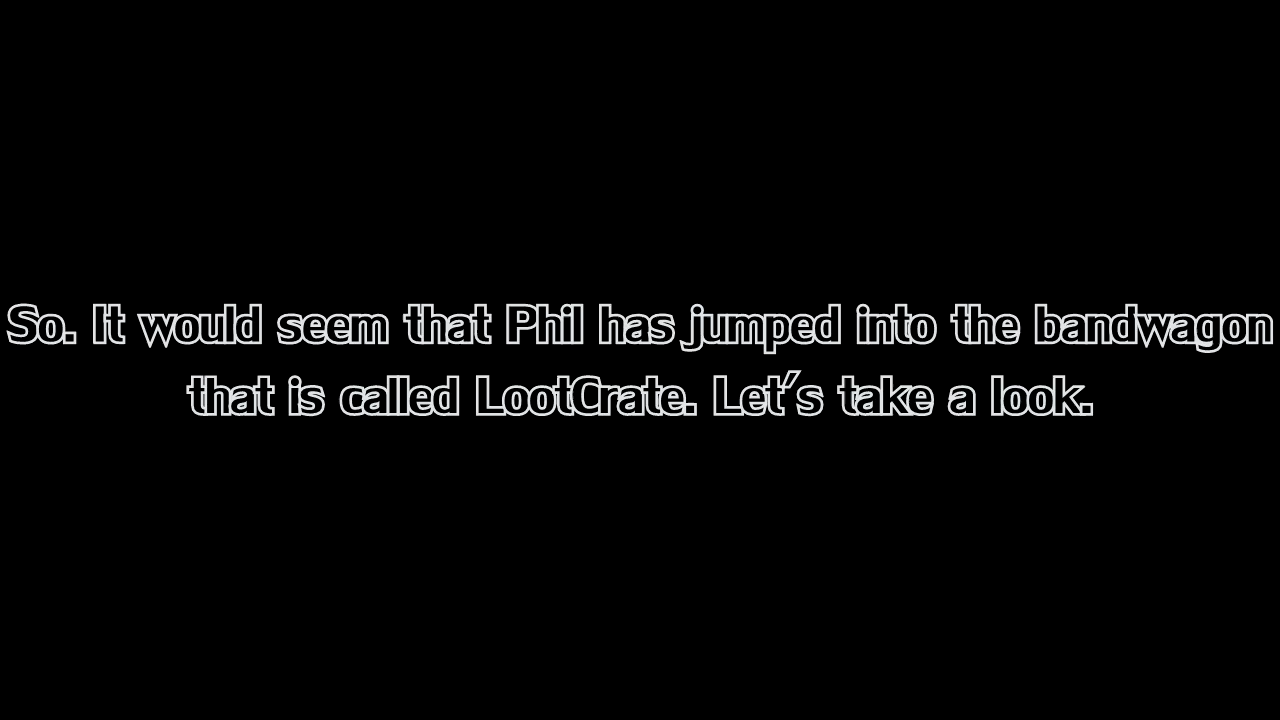 So. It would seem that Phil has jumped into the bandwagon
that is called LootCrate. Let's take a look.